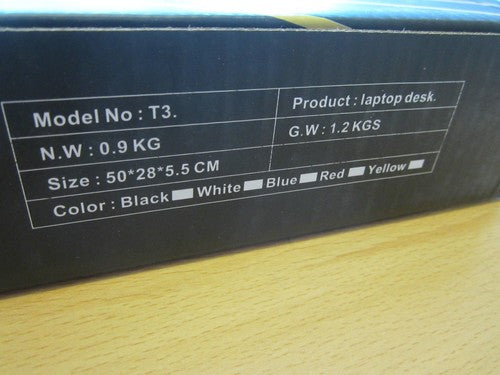 Model No : T3.
Product : laptop desk.
N.W : 0.9 KG
G.W : 1.2 KGS
Size : 50*28*5.5 CM
Color : Black White Blue Red Yellow